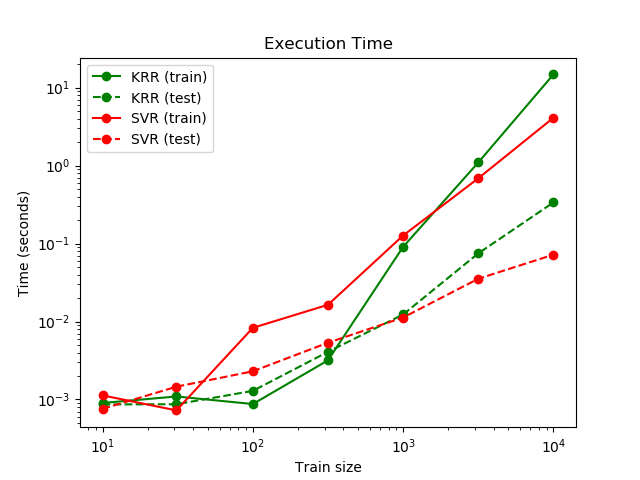 Execution Time
KRR (train)
KRR (test)
SVR (train)
SVR (test)
10¹
10⁰
10⁻¹
10⁻²
10⁻³
Time (seconds)
10¹ 10² 10³ 10⁴
Train size